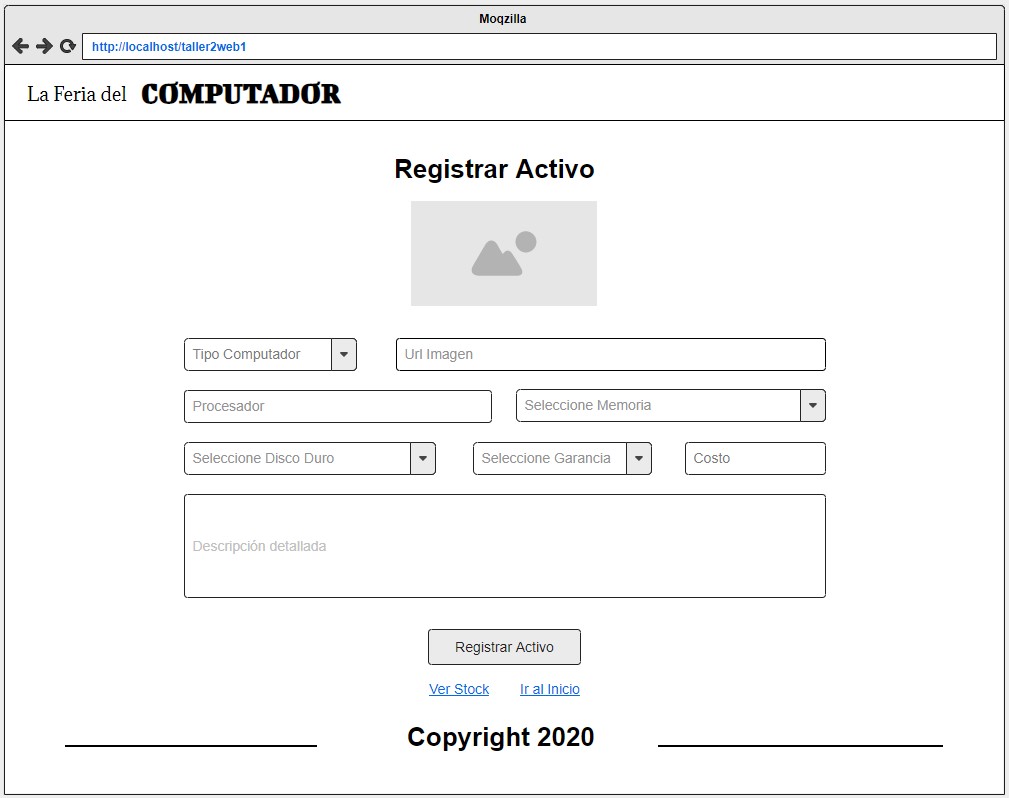 Moqzilla
http://localhost/taller2web1
La Feria del COMPUTADOR
Registrar Activo
Tipo Computador
Url Imagen
Procesador
Seleccione Memoria
Seleccione Disco Duro
Seleccione Garancia
Costo
Descripción detallada
Registrar Activo
Ver Stock
Ir al Inicio
Copyright 2020